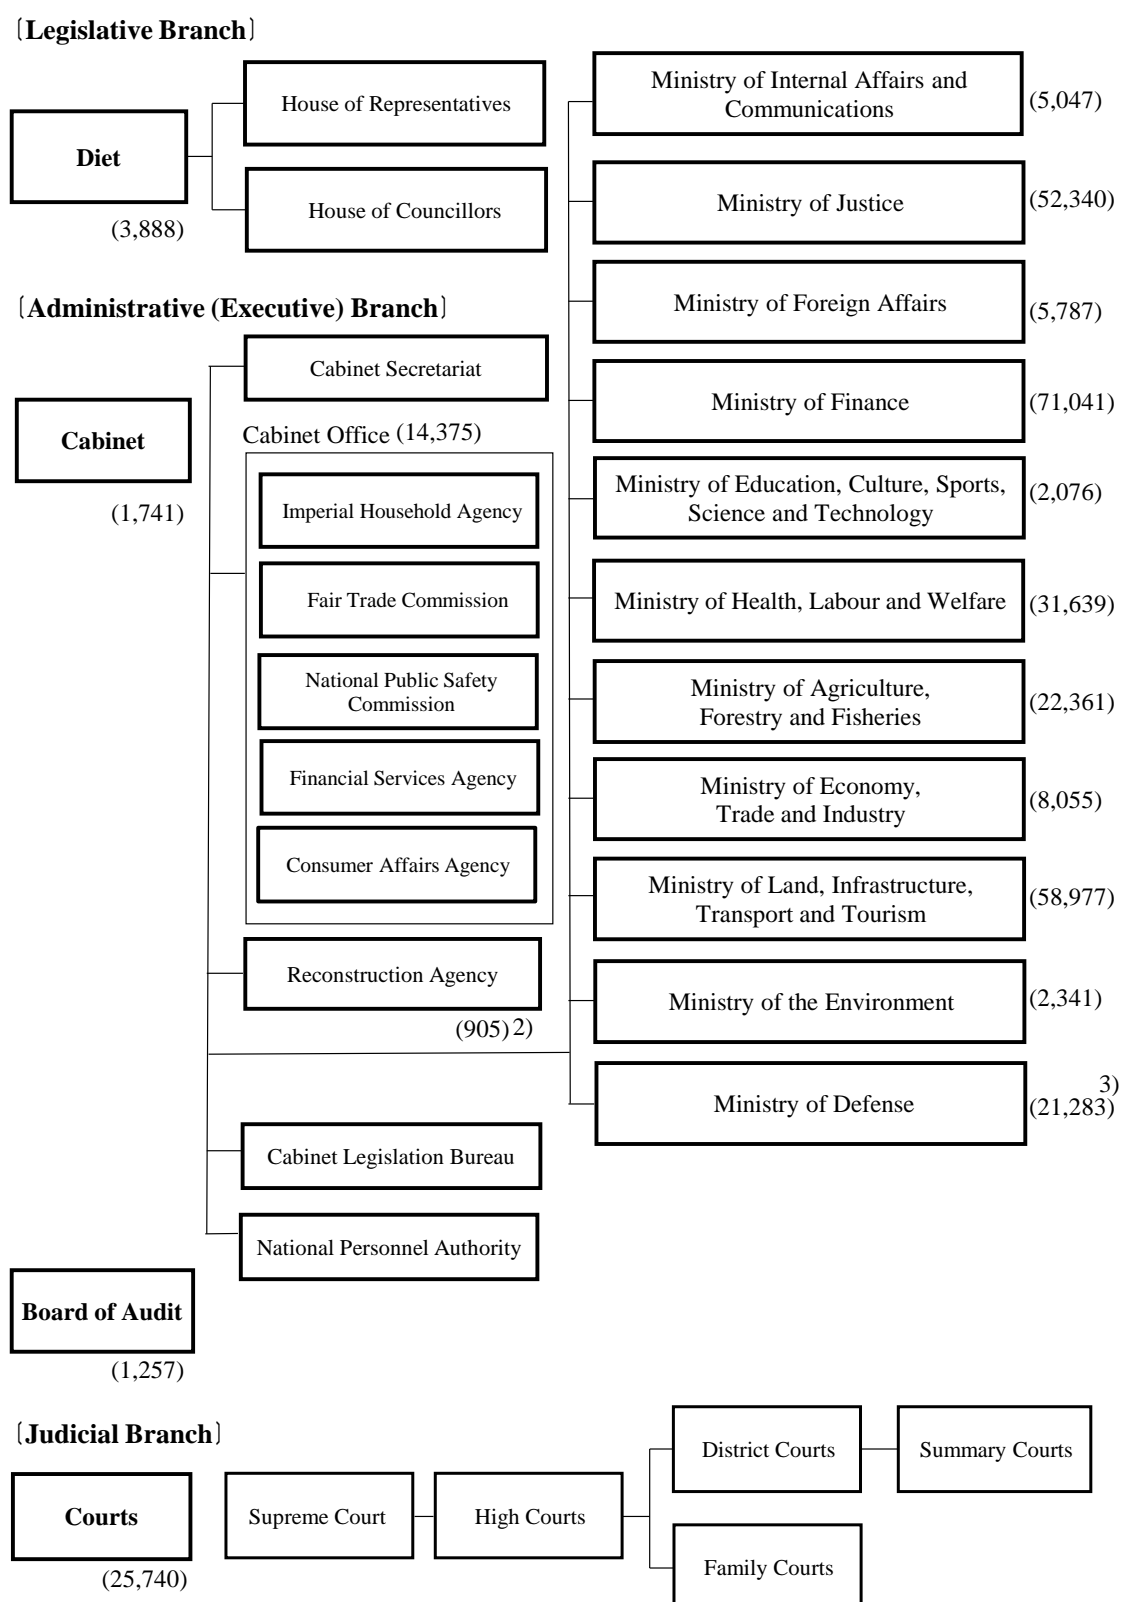 〔Legislative Branch〕
Diet
(3,888)
House of Representatives
House of Councillors
〔Administrative (Executive) Branch〕
Cabinet
(1,741)
Cabinet Secretariat
Cabinet Office (14,375)
Imperial Household Agency
Fair Trade Commission
National Public Safety
Commission
Financial Services Agency
Consumer Affairs Agency
Reconstruction Agency
(905) 2)
Cabinet Legislation Bureau
National Personnel Authority
Ministry of Internal Affairs and
Communications
(5,047)
Ministry of Justice
(52,340)
Ministry of Foreign Affairs
(5,787)
Ministry of Finance
(71,041)
Ministry of Education, Culture, Sports,
Science and Technology
(2,076)
Ministry of Health, Labour and Welfare
(31,639)
Ministry of Agriculture,
Forestry and Fisheries
(22,361)
Ministry of Economy,
Trade and Industry
(8,055)
Ministry of Land, Infrastructure,
Transport and Tourism
(58,977)
Ministry of the Environment
(2,341)
Ministry of Defense
3)
(21,283)
Board of Audit
(1,257)
〔Judicial Branch〕
Courts
(25,740)
Supreme Court
High Courts
District Courts
Summary Courts
Family Courts